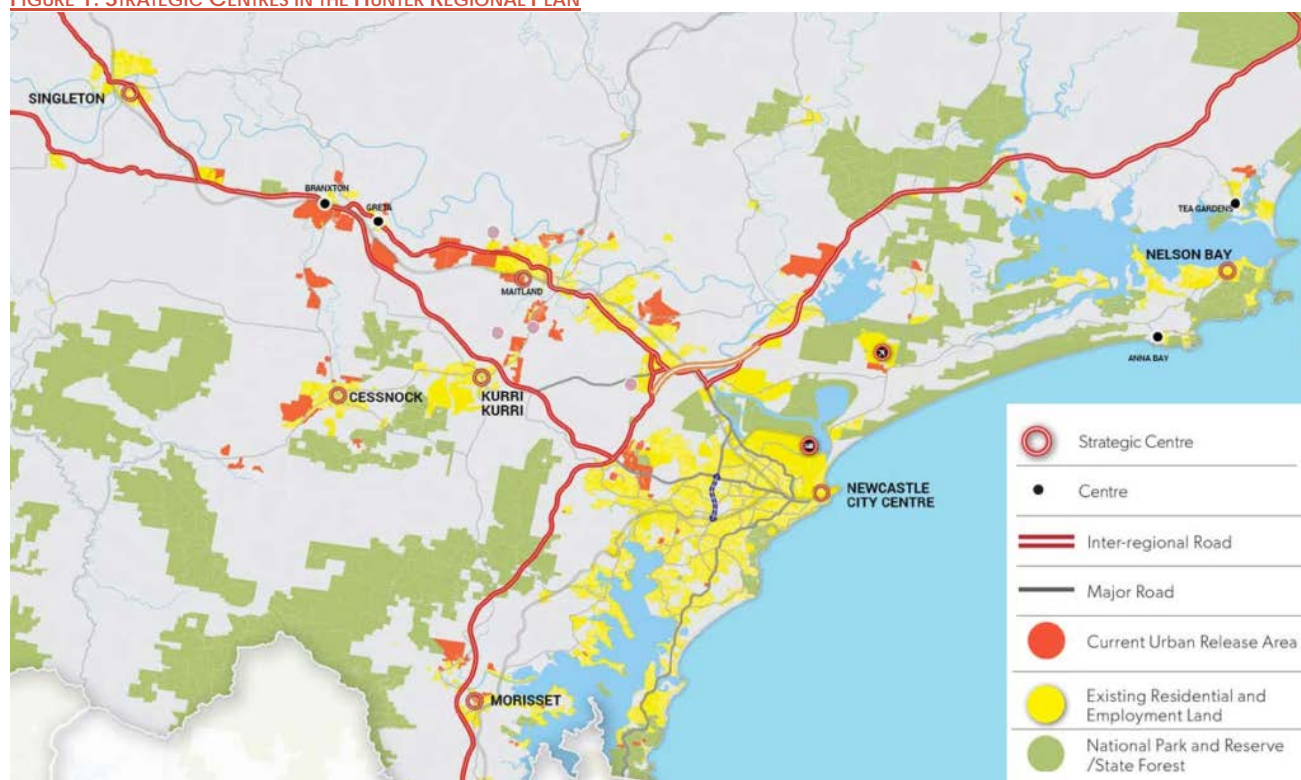 FIGURE 1: STRATEGIC CENTRES IN THE HUNTER REGIONAL PLAN
SINGLETON
BRANXTON
GRETA
TEA GARDENS
NELSON BAY
MAITLAND
ANNA BAY
CESSNOCK
KURRI
KURRI
NEWCASTLE
CITY CENTRE
MORISSET
Strategic Centre
Centre
Inter-regional Road
Major Road
Current Urban Release Area
Existing Residential and
Employment Land
National Park and Reserve
/State Forest